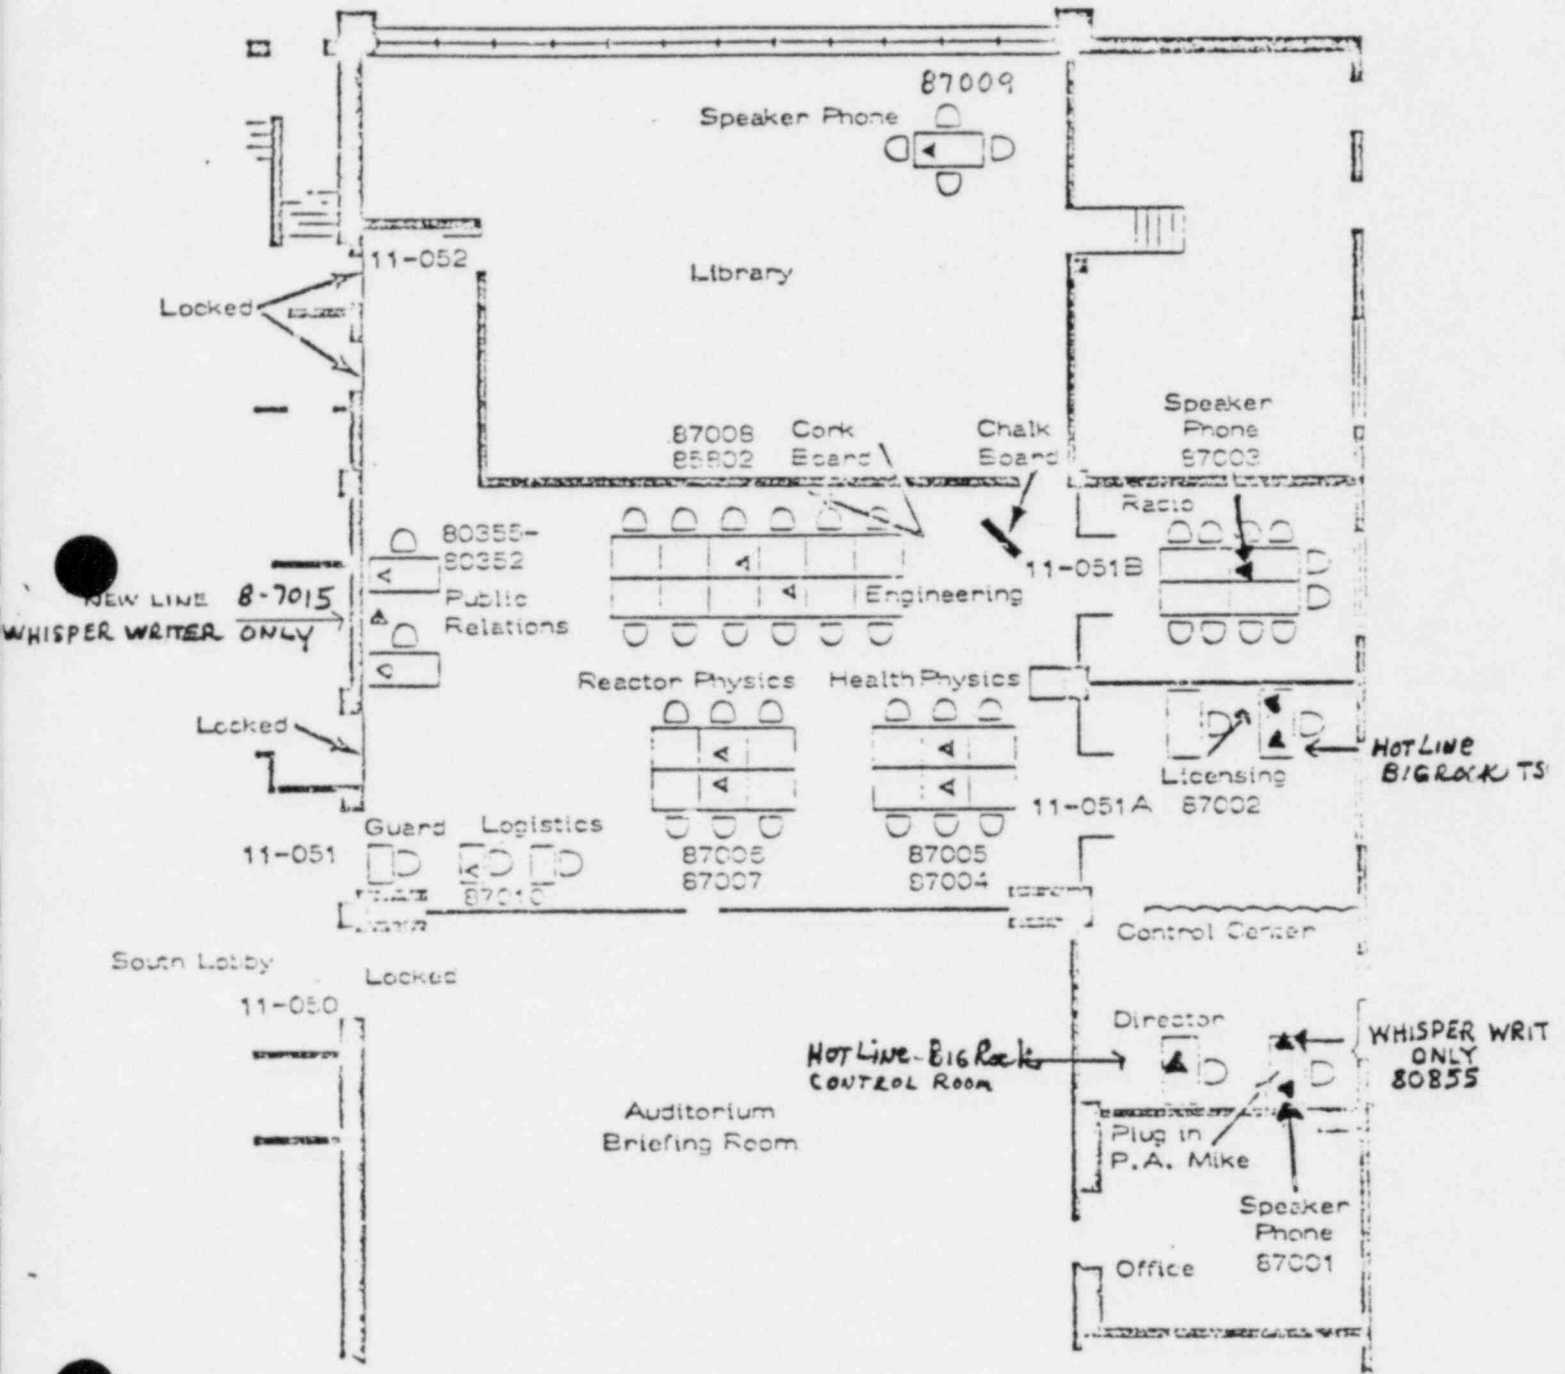 87009
Speaker Phone
11-052
Library
Locked
Speaker
Phone
87003
87008
85802
Cork
Board
Chalk
Board
Radio
80355-
80352
11-051B
NEW LINE 8-7015
WHISPER WRITER ONLY
Public
Relations
Engineering
Reactor Physics
Health Physics
Locked
HOT LINE
BIG ROCK TS
Licensing
87002
11-051A
Guard
Logistics
11-051
87006
87007
87005
87004
87010
Control Center
South Lobby
Locked
11-050
Director
HOT LINE-BIG Rock
CONTROL ROOM
WHISPER WRIT
ONLY
80855
Auditorium
Briefing Room
Plug in
P.A. Mike
Speaker
Phone
87001
Office